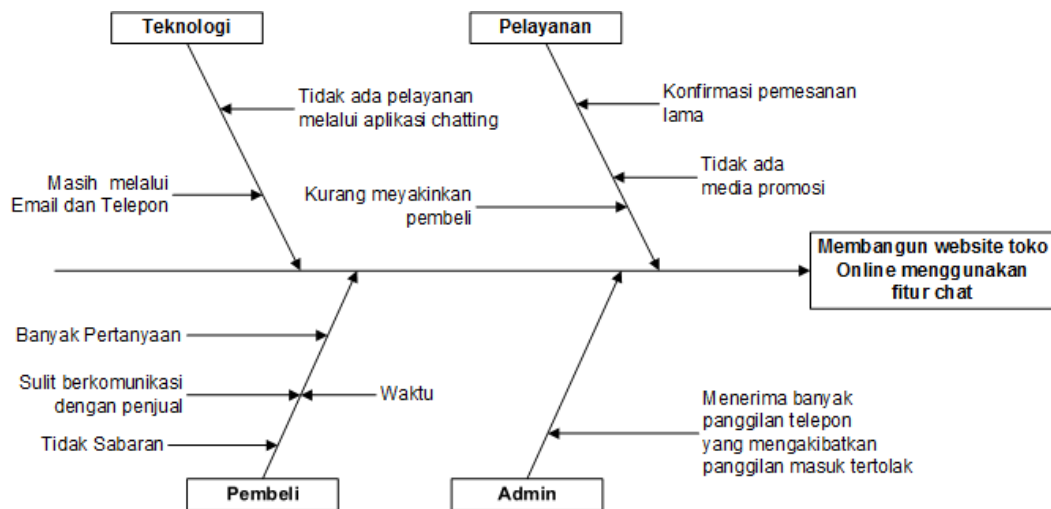 Teknologi
Pelayanan
Tidak ada pelayanan
melalui aplikasi chatting
Konfirmasi pemesanan
lama
Masih melalui
Email dan Telepon
Kurang meyakinkan
pembeli
Tidak ada
media promosi
Membangun website toko
Online menggunakan
fitur chat
Banyak Pertanyaan
Sulit berkomunikasi
dengan penjual
Waktu
Tidak Sabaran
Menerima banyak
panggilan telepon
yang mengakibatkan
panggilan masuk tertolak
Pembeli
Admin